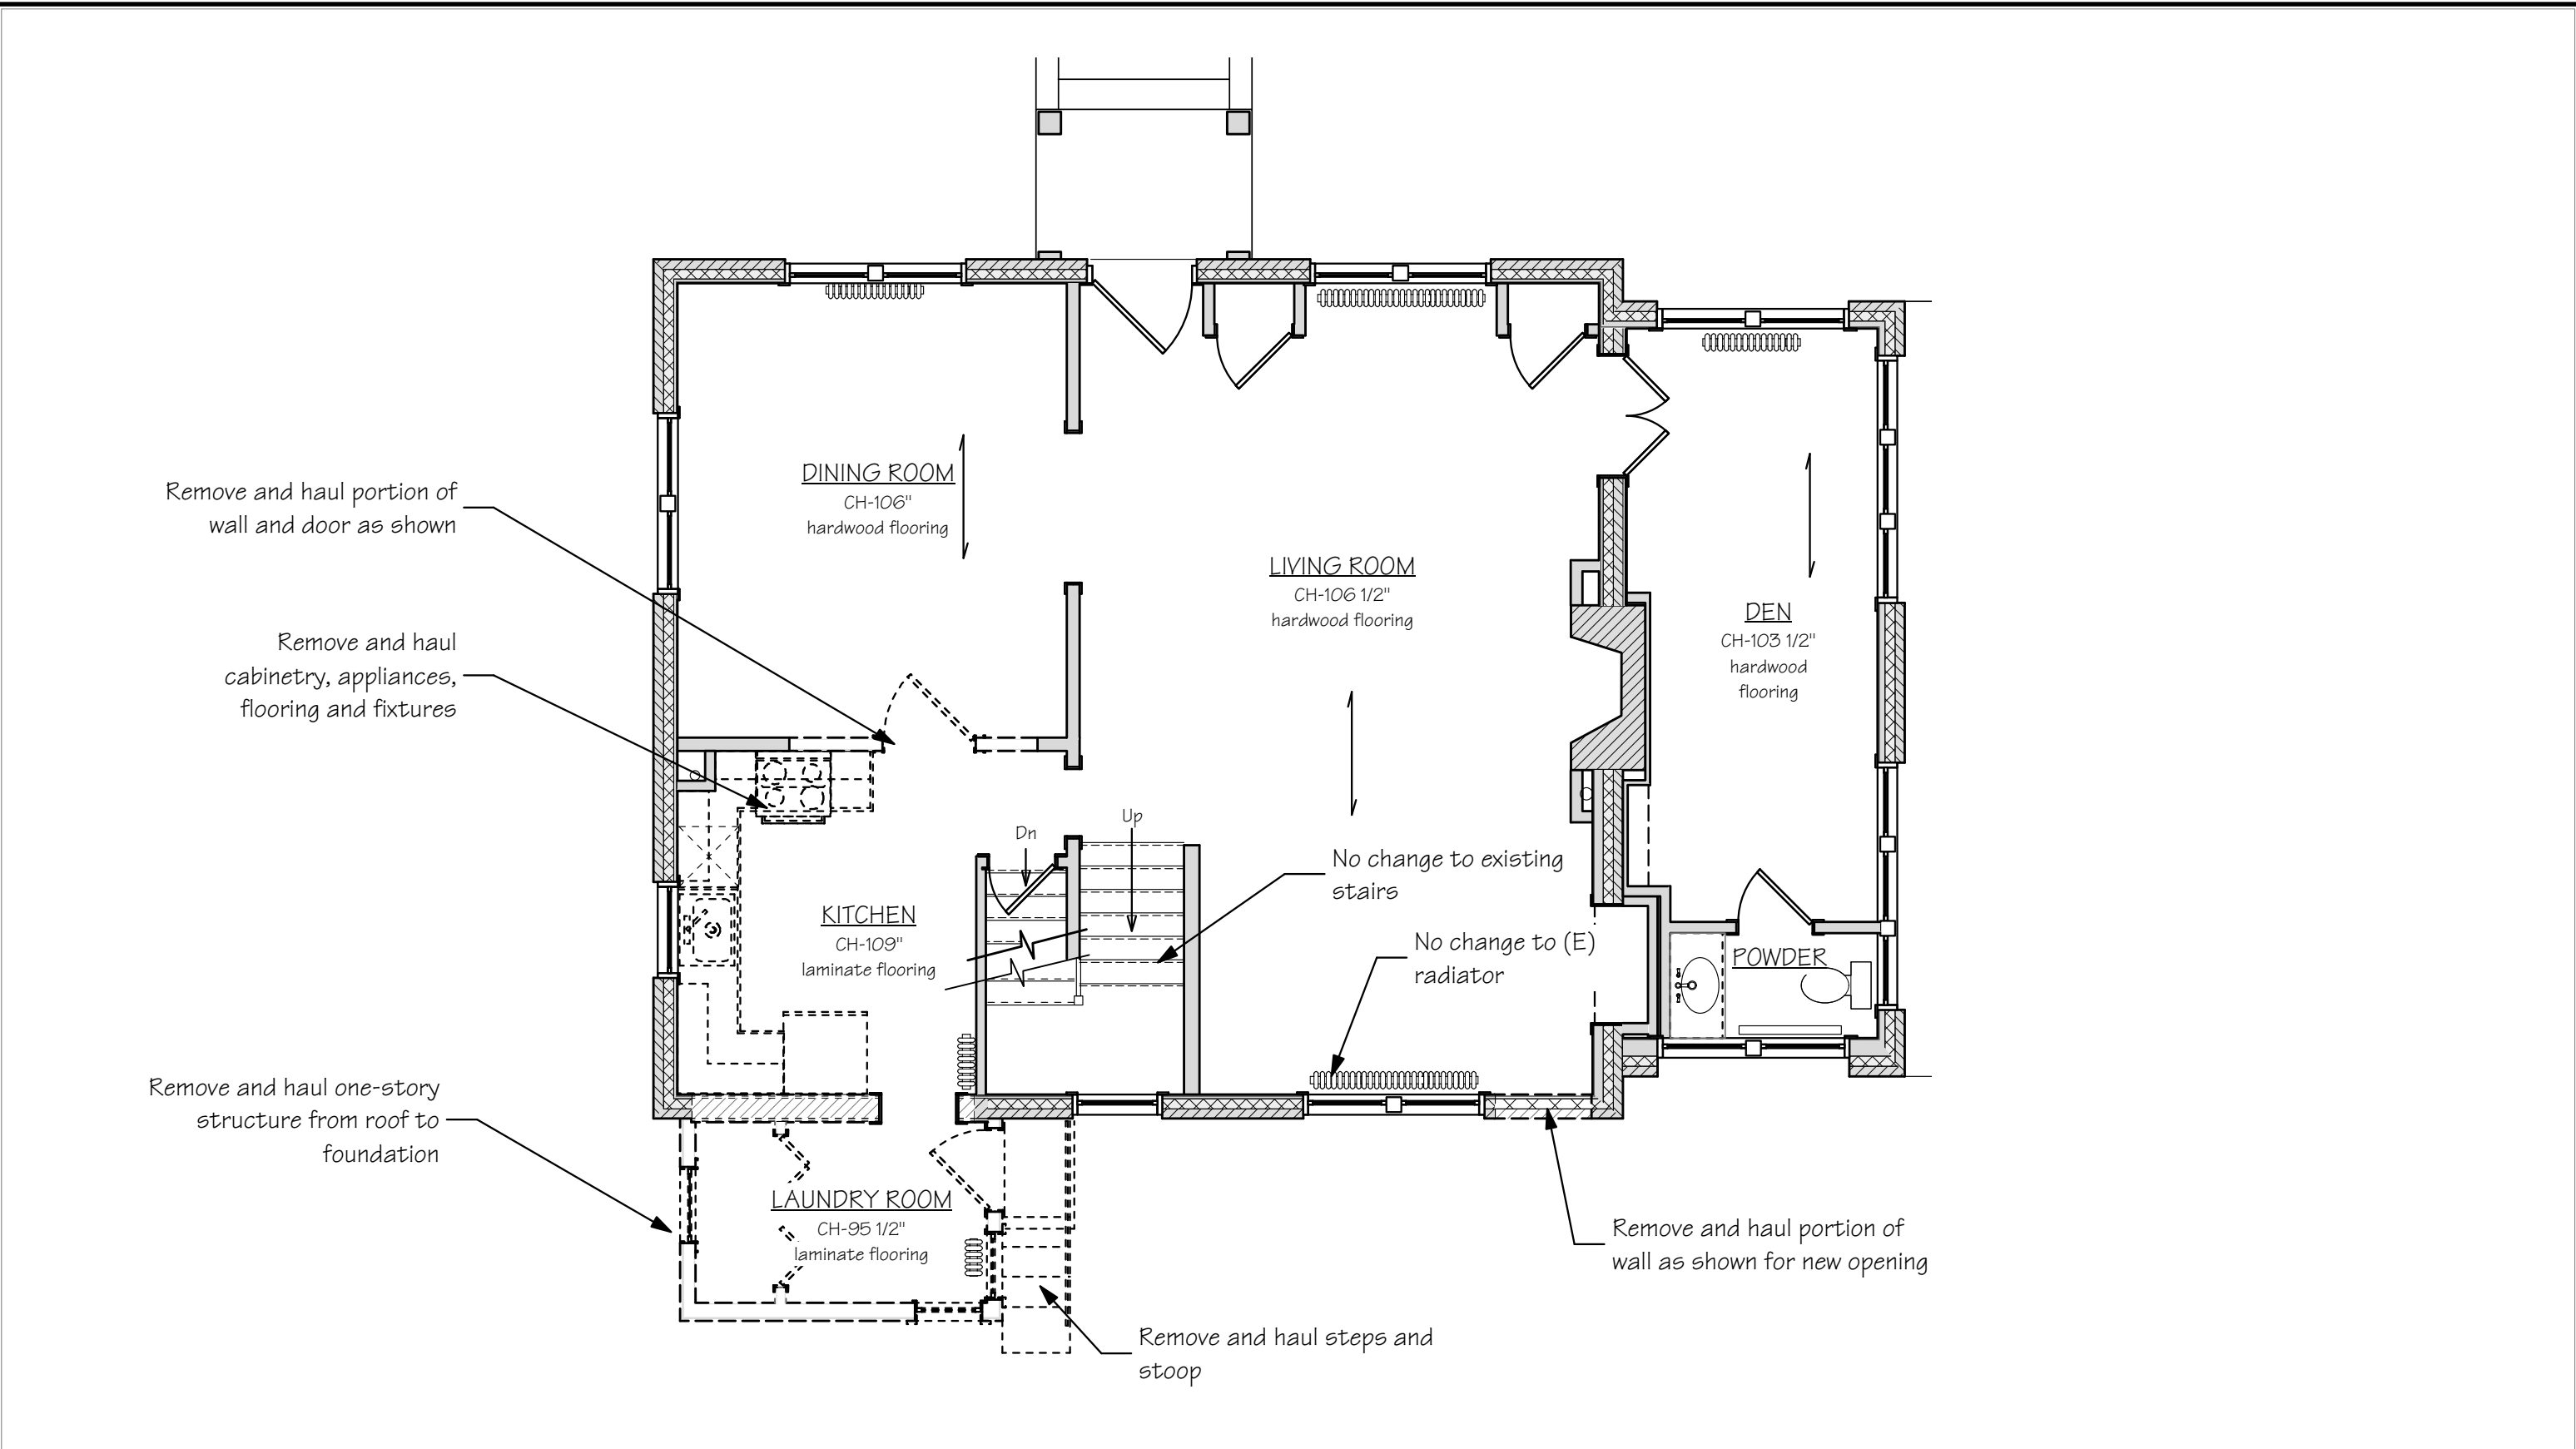 Remove and haul portion of
wall and door as shown
Remove and haul
cabinetry, appliances,
flooring and fixtures
Remove and haul one-story
structure from roof to
foundation
DINING ROOM
CH-106"
hardwood flooring
LIVING ROOM
CH-106 1/2"
hardwood flooring
DEN
CH-103 1/2"
hardwood
flooring
Dn
Up
No change to existing
stairs
KITCHEN
CH-109"
laminate flooring
No change to (E)
radiator
POWDER
LAUNDRY ROOM
CH-95 1/2"
laminate flooring
Remove and haul portion of
wall as shown for new opening
Remove and haul steps and
stoop